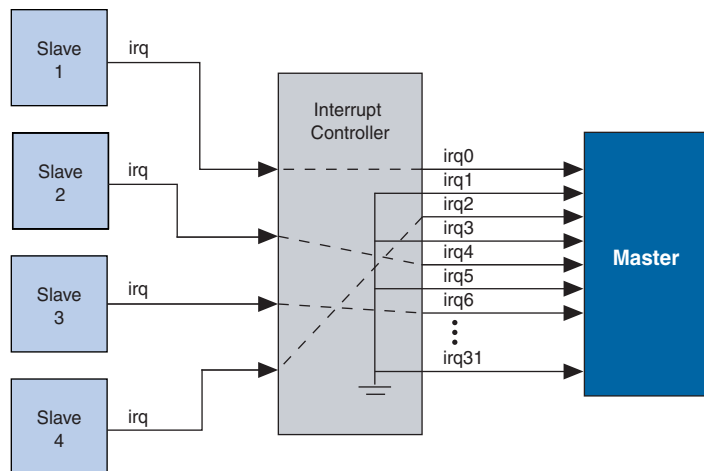 Slave
1
irq
Slave
2
irq
Slave
3
irq
Slave
4
irq
Interrupt
Controller
irq0
irq1
irq2
irq3
irq4
irq5
irq6
irq31
Master